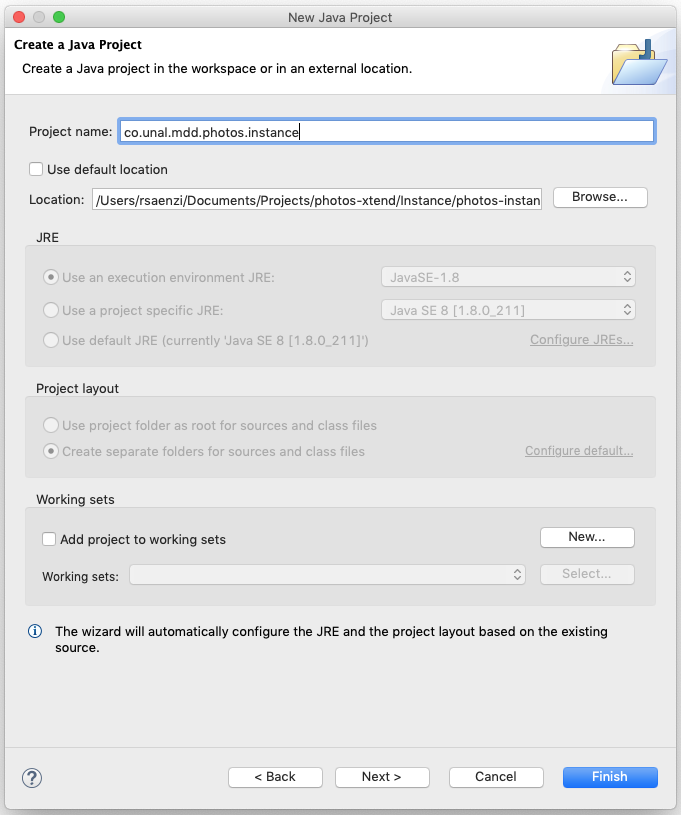 New Java Project
Create a Java Project
Create a Java project in the workspace or in an external location.
Project name: co.unal.mdd.photos.instance
Use default location
Location: /Users/rsaenzi/Documents/Projects/photos-xtend/Instance/photos-instan Browse...
JRE
Use an execution environment JRE: JavaSE-1.8
Use a project specific JRE: Java SE 8 [1.8.0_211]
Use default JRE (currently 'Java SE 8 [1.8.0_211]') Configure JREs...
Project layout
Use project folder as root for sources and class files
Create separate folders for sources and class files Configure default...
Working sets
Add project to working sets New...
Working sets: Select...
The wizard will automatically configure the JRE and the project layout based on the existing
source.
? < Back Next > Cancel Finish